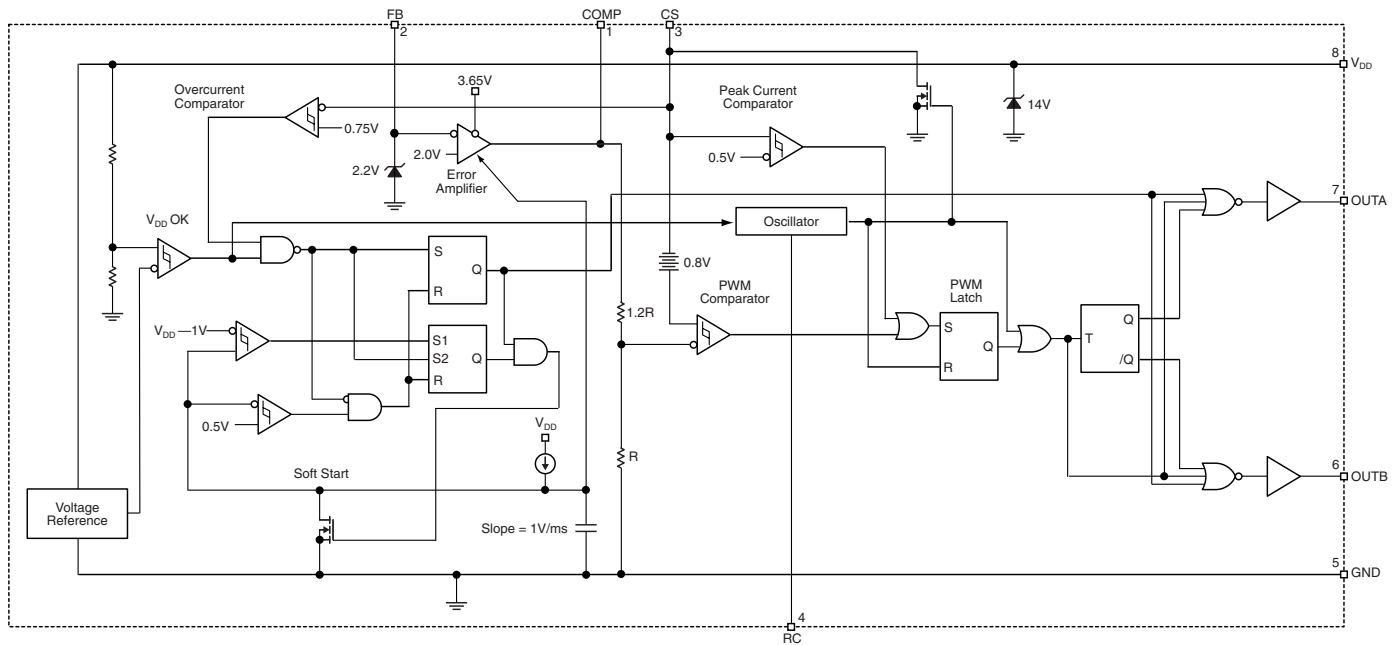 FB
2
COMP
1
CS
3
8
VDD
Overcurrent
Comparator
3.65V
Peak Current
Comparator
14V
0.75V
2.0V
2.2V
Error
Amplifier
0.5V
7
OUTA
VDD OK
Oscillator
S
Q
R
0.8V
PWM
Comparator
PWM
Latch
1.2R
VDD—1V
S1
S2
Q
R
S
Q
R
T
Q
/Q
0.5V
VDD
R
Soft Start
6
OUTB
Voltage
Reference
Slope = 1V/ms
5
GND
4
RC